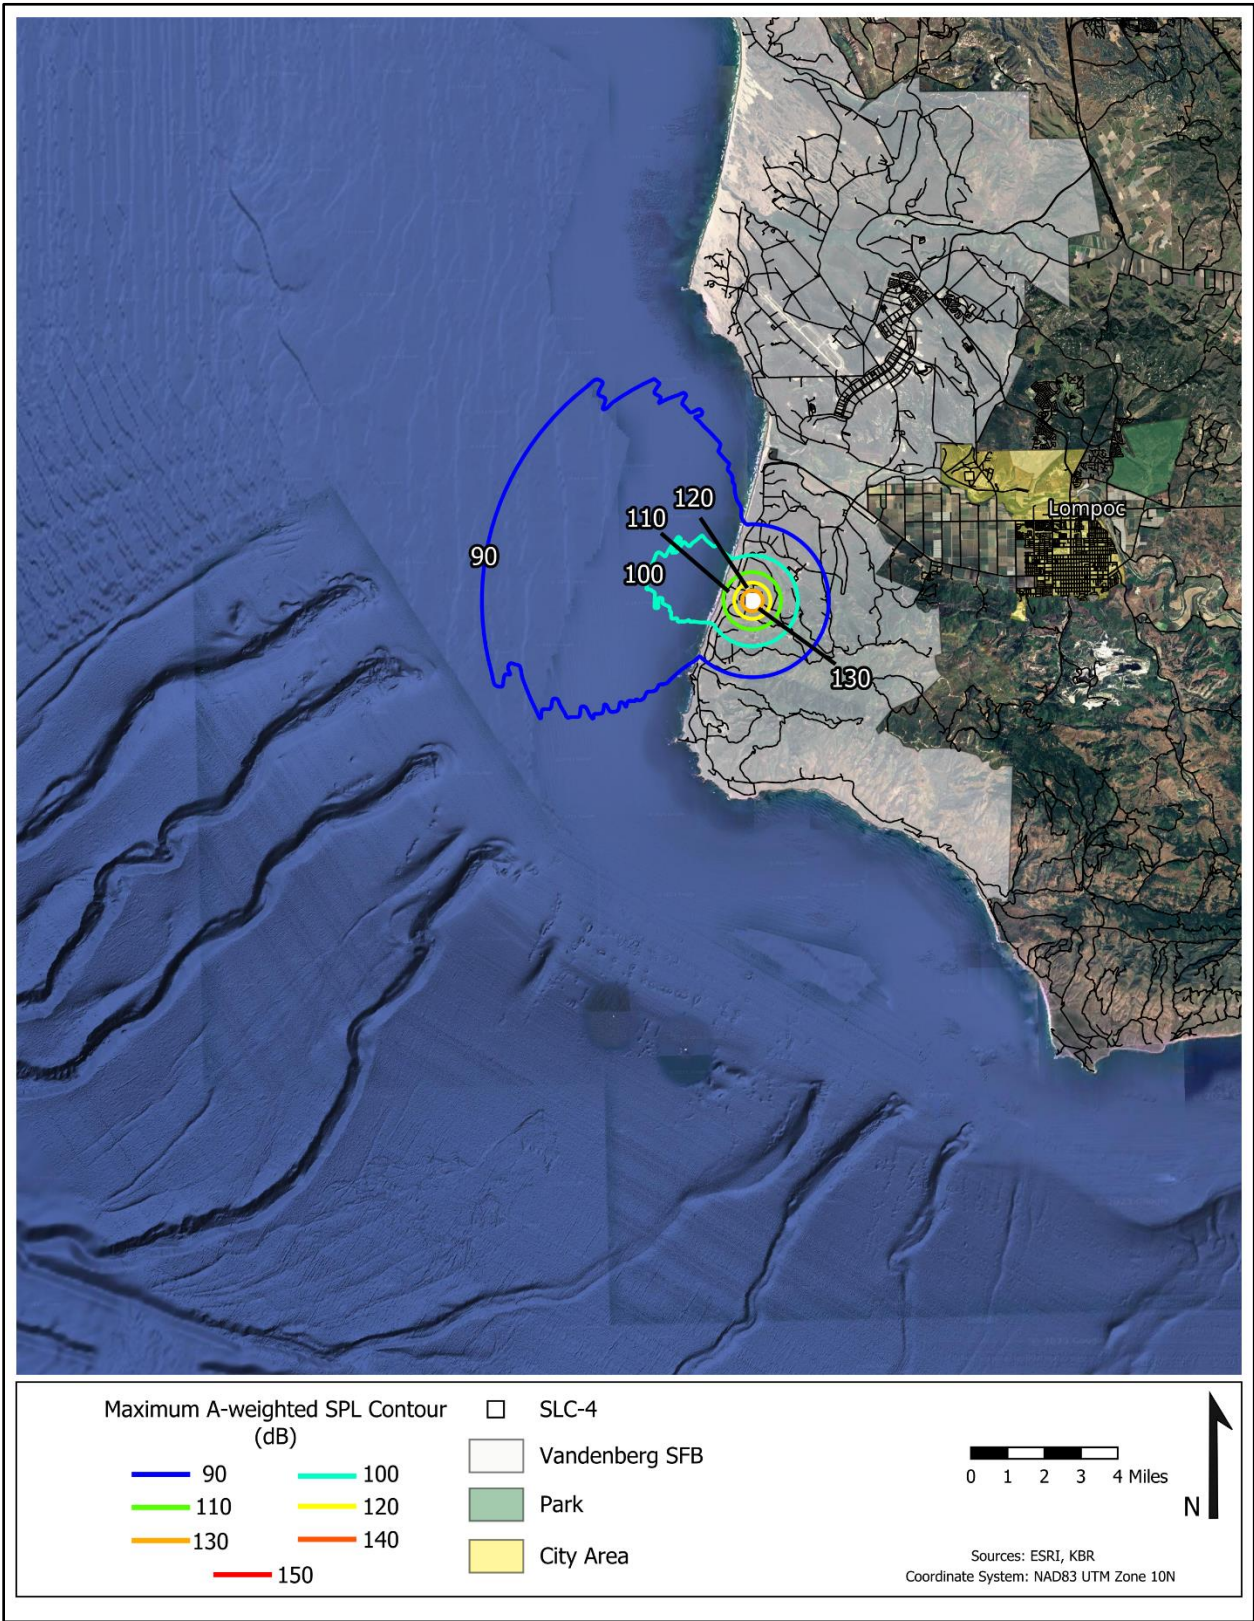 120
110
Lompoc
90
100
130
Maximum A-weighted SPL Contour
(dB)
90
100
110
120
130
140
150
SLC-4
Vandenberg SFB
Park
City Area
0 1 2 3 4 Miles
N
Sources: ESRI, KBR
Coordinate System: NAD83 UTM Zone 10N